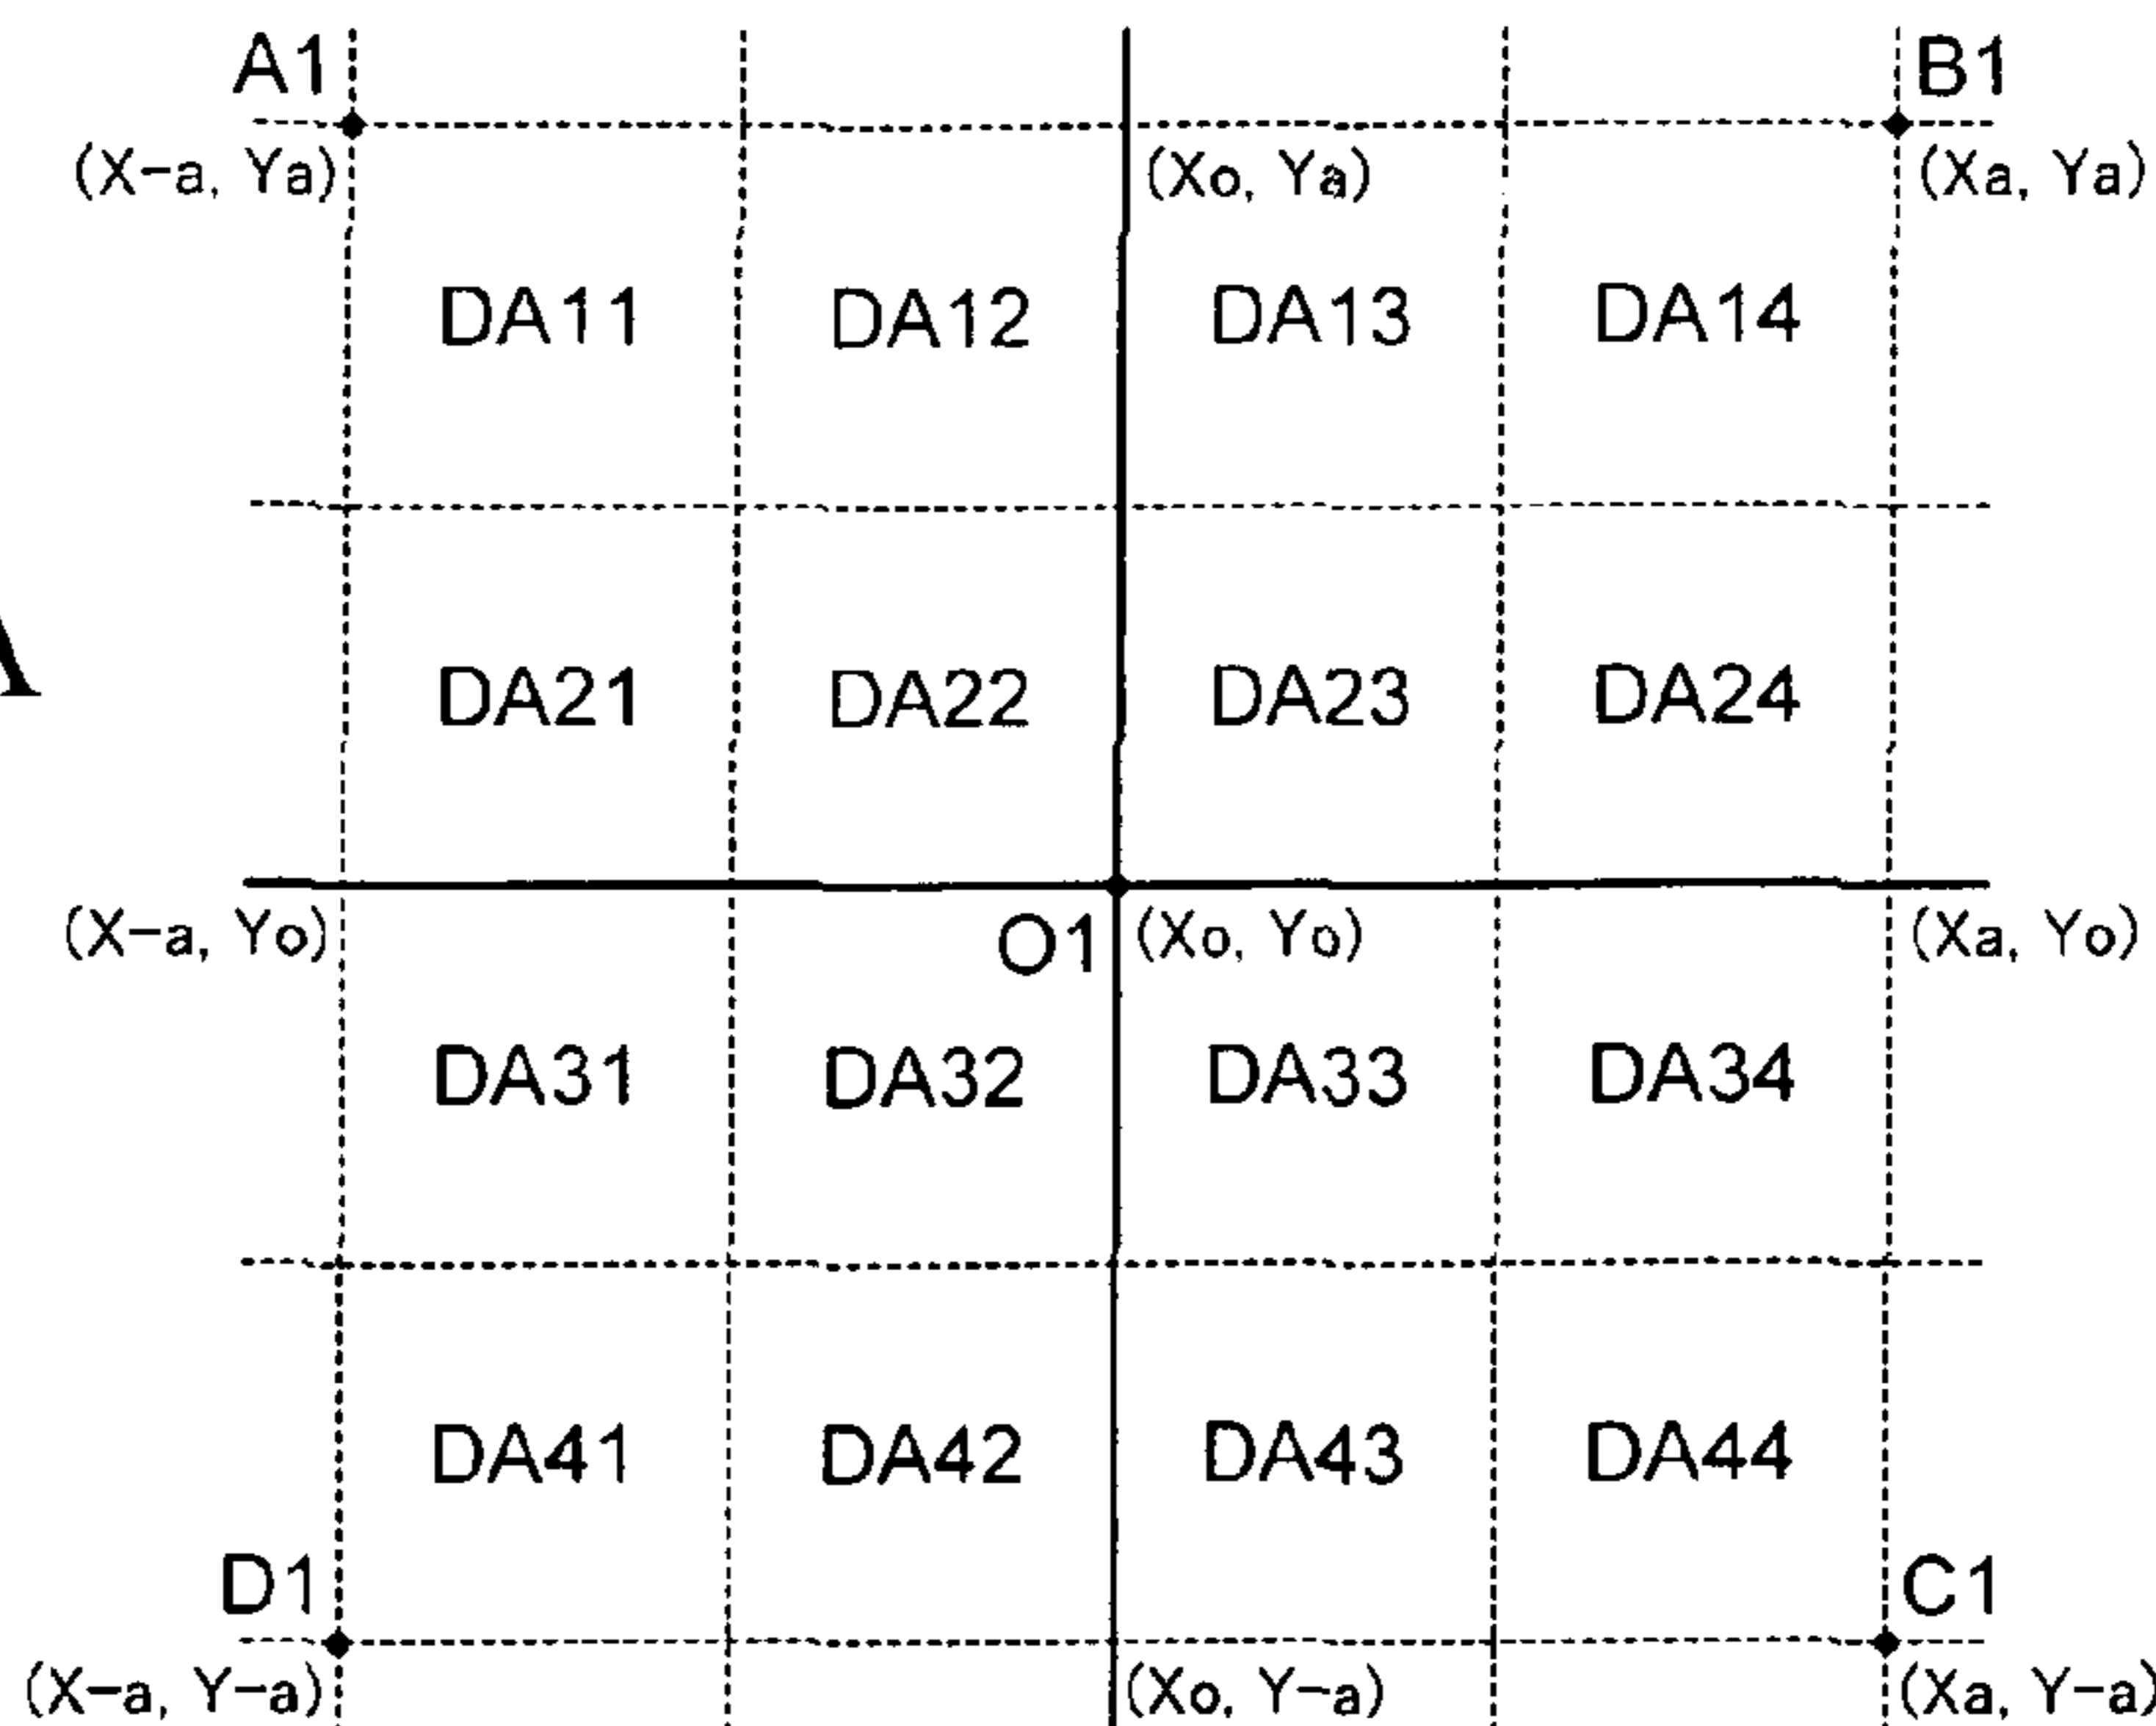 A1 B1
(X-a, Ya) (Xo, Ya) (Xa, Ya)
DA11 DA12 DA13 DA14
A
DA21 DA22 DA23 DA24
(X-a, Yo) O1 (Xo, Yo) (Xa, Yo)
DA31 DA32 DA33 DA34
DA41 DA42 DA43 DA44
D1 C1
(X-a, Y-a) (Xo, Y-a) (Xa, Y-a)